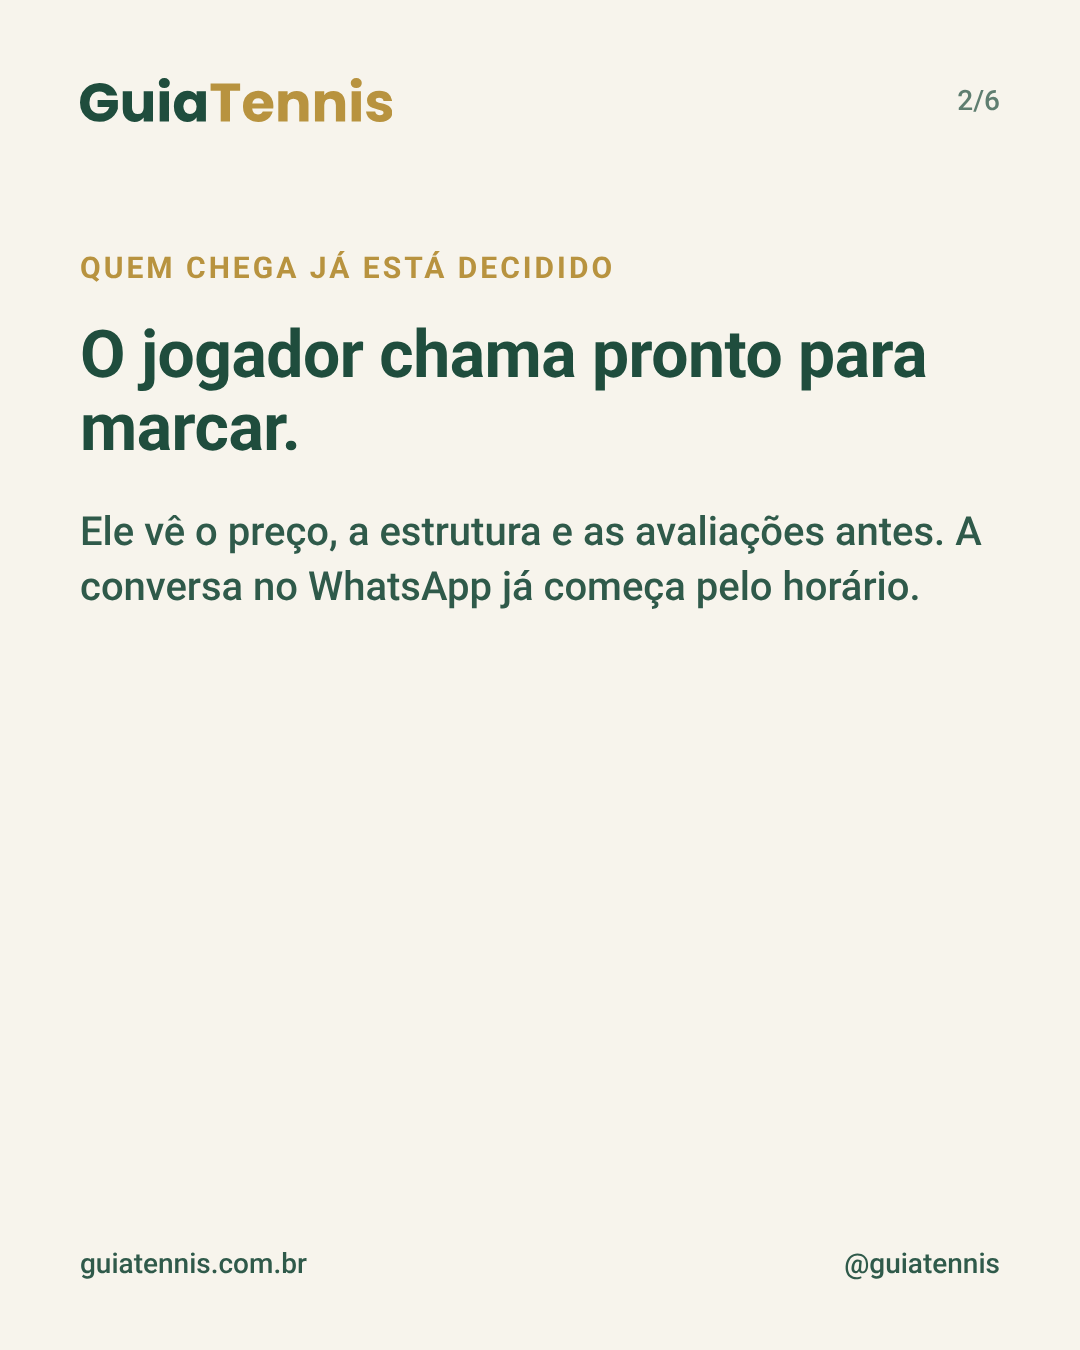 GuiaTennis
2/6
QUEM CHEGA JÁ ESTÁ DECIDIDO
O jogador chama pronto para
marcar.
Ele vê o preço, a estrutura e as avaliações antes. A
conversa no WhatsApp já começa pelo horário.
guiatennis.com.br
@guiatennis